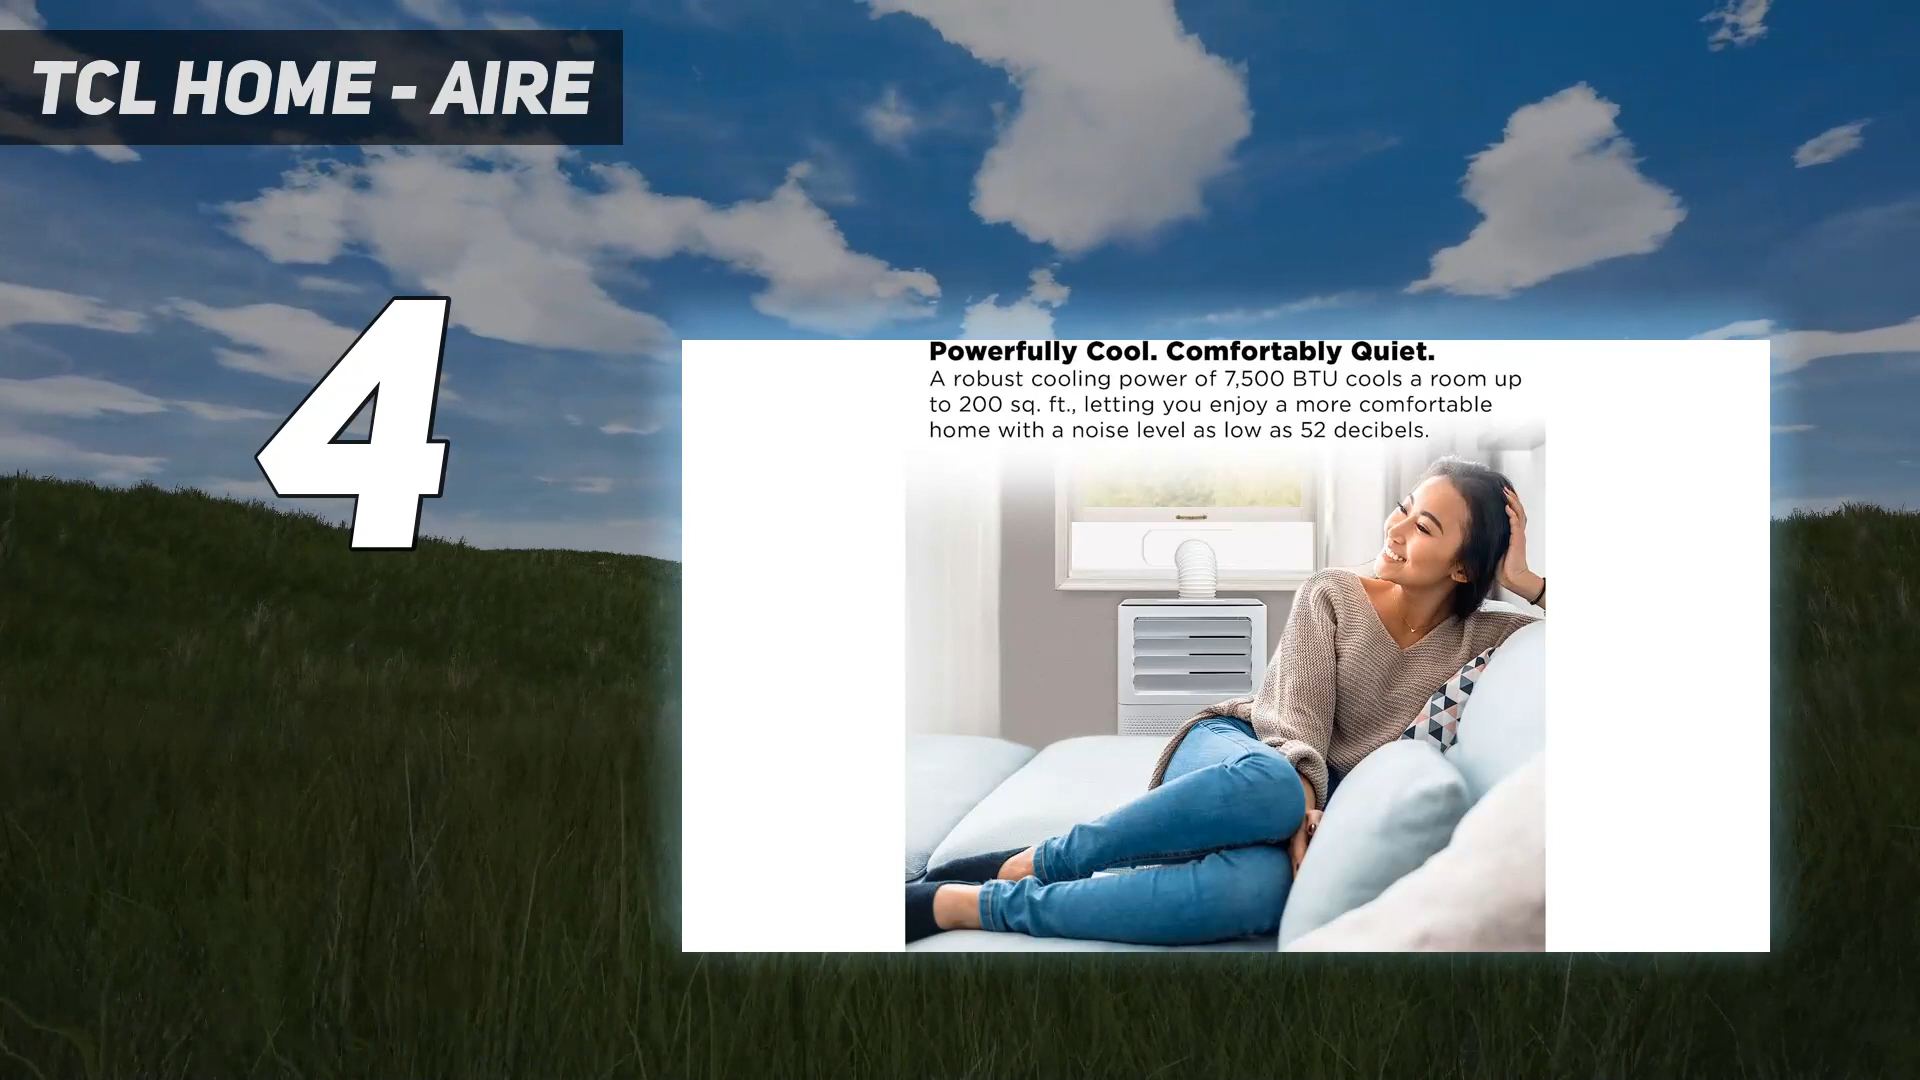 TCL HOME - AIRE
4
Powerfully Cool. Comfortably Quiet.
A robust cooling power of 7,500 BTU cools a room up
to 200 sq. ft., letting you enjoy a more comfortable
home with a noise level as low as 52 decibels.